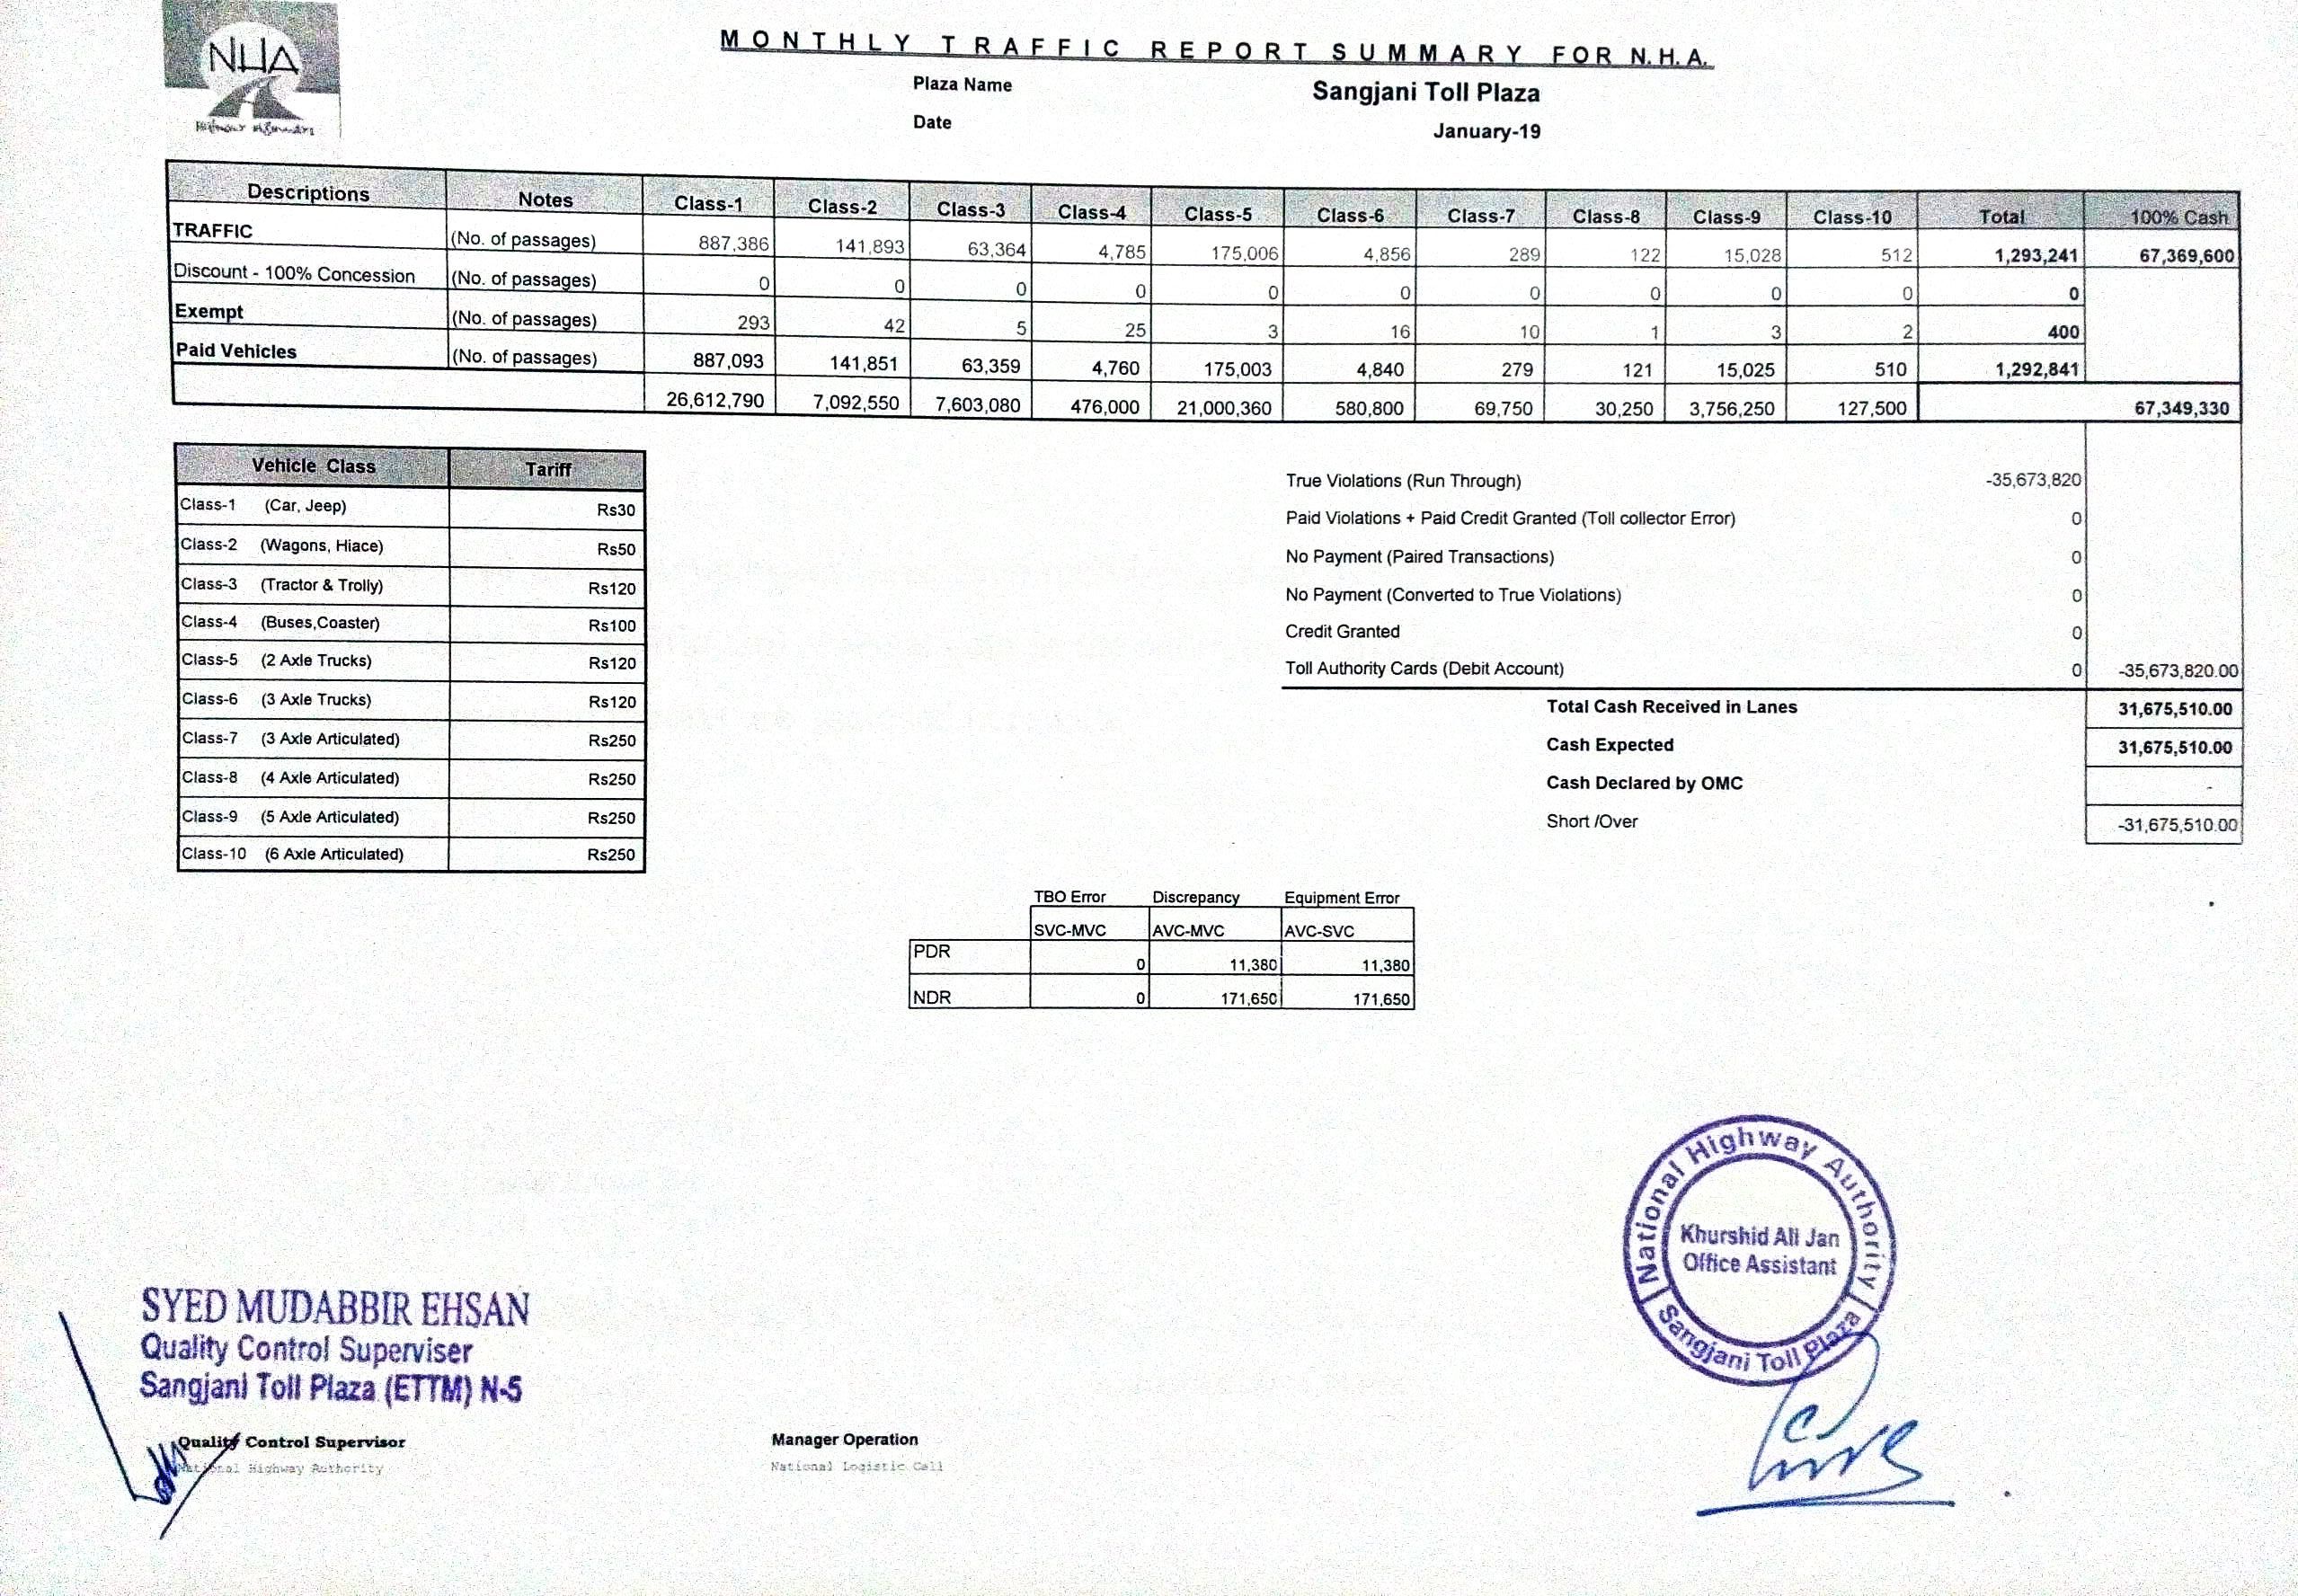 NHA
MONTHLY TRAFFIC REPORT SUMMARY FOR N.H.A.
Plaza Name Sangjani Toll Plaza
Date January-19
Descriptions Notes Class-1 Class-2 Class-3 Class-4 Class-5 Class-6 Class-7 Class-8 Class-9 Class-10 Total 100% Cash
TRAFFIC (No. of passages) 887,386 141,893 63,364 4,785 175,006 4,856 289 122 15,028 512 1,293,241 67,369,600
Discount - 100% Concession (No. of passages) 0 0 0 0 0 0 0 0 0 0 0
Exempt (No. of passages) 293 42 5 25 3 16 10 1 3 2 400
Paid Vehicles (No. of passages) 887,093 141,851 63,359 4,760 175,003 4,840 279 121 15,025 510 1,292,841
26,612,790 7,092,550 7,603,080 476,000 21,000,360 580,800 69,750 30,250 3,756,250 127,500 67,349,330
Vehicle Class Tariff
Class-1 (Car, Jeep) Rs30
Class-2 (Wagons, Hiace) Rs50
Class-3 (Tractor & Trolly) Rs120
Class-4 (Buses,Coaster) Rs100
Class-5 (2 Axle Trucks) Rs120
Class-6 (3 Axle Trucks) Rs120
Class-7 (3 Axle Articulated) Rs250
Class-8 (4 Axle Articulated) Rs250
Class-9 (5 Axle Articulated) Rs250
Class-10 (6 Axle Articulated) Rs250
True Violations (Run Through) -35,673,820
Paid Violations + Paid Credit Granted (Toll collector Error) 0
No Payment (Paired Transactions) 0
No Payment (Converted to True Violations) 0
Credit Granted 0
Toll Authority Cards (Debit Account) 0 -35,673,820.00
Total Cash Received in Lanes 31,675,510.00
Cash Expected 31,675,510.00
Cash Declared by OMC -
Short /Over -31,675,510.00
TBO Error Discrepancy Equipment Error
SVC-MVC AVC-MVC AVC-SVC
PDR 0 11,380 11,380
NDR 0 171,650 171,650
National Highway Authority
Khurshid Ali Jan
Office Assistant
Sangjani Toll Plaza
SYED MUDABBIR EHSAN
Quality Control Superviser
Sangjani Toll Plaza (ETTM) N-5
Quality Control Supervisor
National Highway Authority
Manager Operation
National Logistic Cell